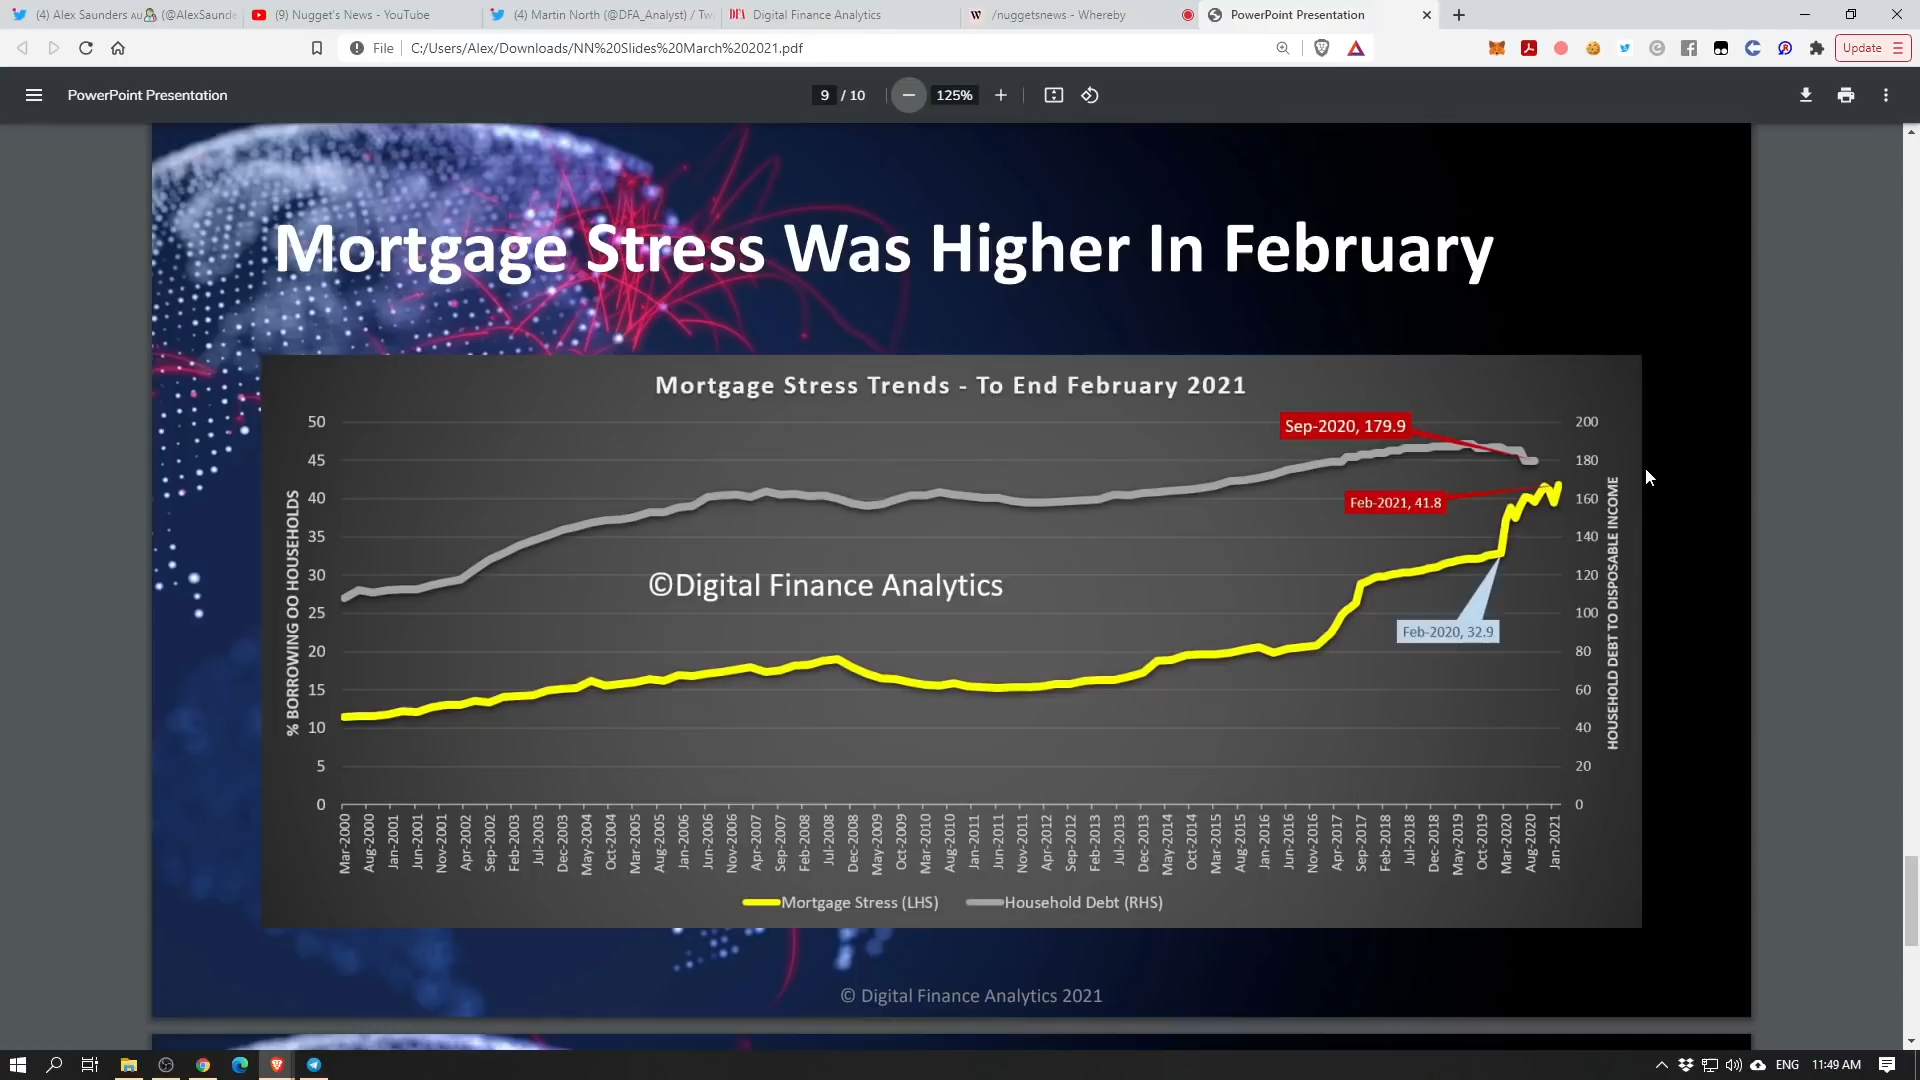 (4) Alex Saunders AU (@AlexSaunde
(9) Nugget's News - YouTube
(4) Martin North (@DFA_Analyst) / Tw
DFA Digital Finance Analytics
/nuggetsnews - Whereby
PowerPoint Presentation
File C:/Users/Alex/Downloads/NN%20Slides%20March%202021.pdf
Update
PowerPoint Presentation
9 / 10
125%
Mortgage Stress Was Higher In February
Mortgage Stress Trends - To End February 2021
50
45
40
35
30
25
20
15
10
5
0
% BORROWING OO HOUSEHOLDS
Sep-2020, 179.9
Feb-2021, 41.8
Feb-2020, 32.9
©Digital Finance Analytics
200
180
160
140
120
100
80
60
40
20
0
HOUSEHOLD DEBT TO DISPOSABLE INCOME
Mar-2000
Aug-2000
Jan-2001
Jun-2001
Nov-2001
Apr-2002
Sep-2002
Feb-2003
Jul-2003
Dec-2003
May-2004
Oct-2004
Mar-2005
Aug-2005
Jan-2006
Jun-2006
Nov-2006
Apr-2007
Sep-2007
Feb-2008
Jul-2008
Dec-2008
May-2009
Oct-2009
Mar-2010
Aug-2010
Jan-2011
Jun-2011
Nov-2011
Apr-2012
Sep-2012
Feb-2013
Jul-2013
Dec-2013
May-2014
Oct-2014
Mar-2015
Aug-2015
Jan-2016
Jun-2016
Nov-2016
Apr-2017
Sep-2017
Feb-2018
Jul-2018
Dec-2018
May-2019
Oct-2019
Mar-2020
Aug-2020
Jan-2021
Mortgage Stress (LHS)
Household Debt (RHS)
© Digital Finance Analytics 2021
ENG
11:49 AM